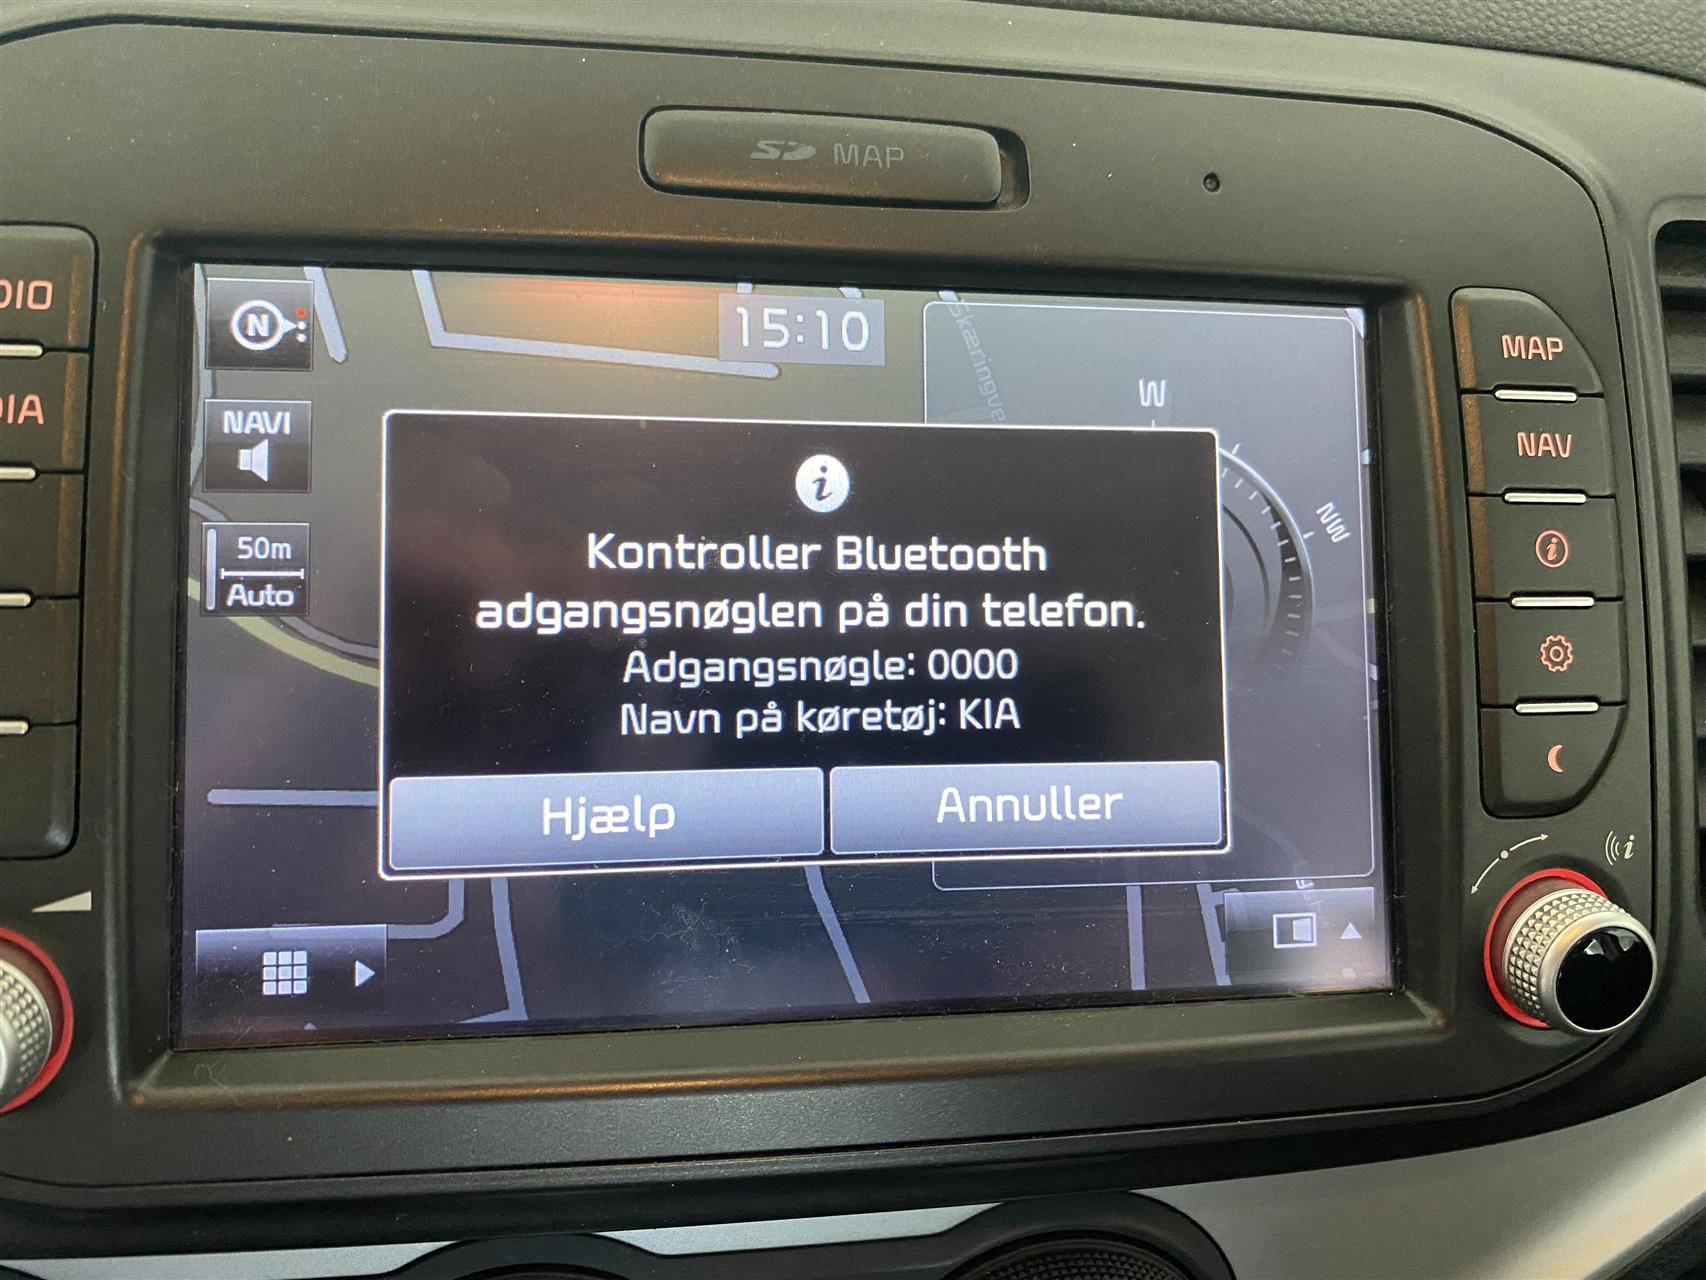 SD MAP
DIO
DIA
N
15:10
Skæringve
W
NW
NAVI
50m
Auto
i
Kontroller Bluetooth
adgangsnøglen på din telefon.
Adgangsnøgle: 0000
Navn på køretøj: KIA
Hjælp
Annuller
MAP
NAV
i
i